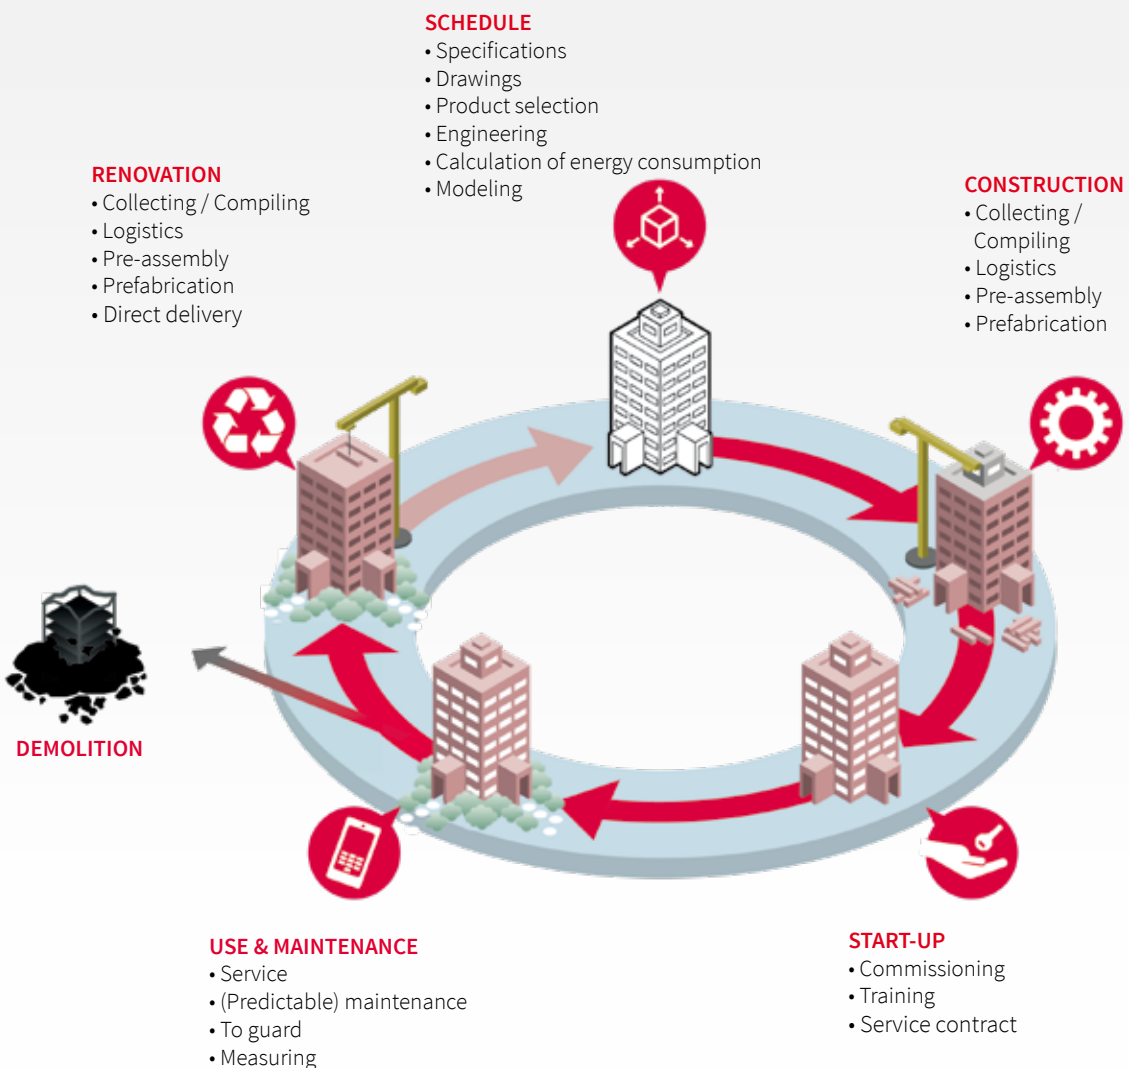 SCHEDULE
• Specifications
• Drawings
• Product selection
• Engineering
• Calculation of energy consumption
• Modeling
RENOVATION
• Collecting / Compiling
• Logistics
• Pre-assembly
• Prefabrication
• Direct delivery
CONSTRUCTION
• Collecting /
Compiling
• Logistics
• Pre-assembly
• Prefabrication
DEMOLITION
USE & MAINTENANCE
• Service
• (Predictable) maintenance
• To guard
• Measuring
START-UP
• Commissioning
• Training
• Service contract